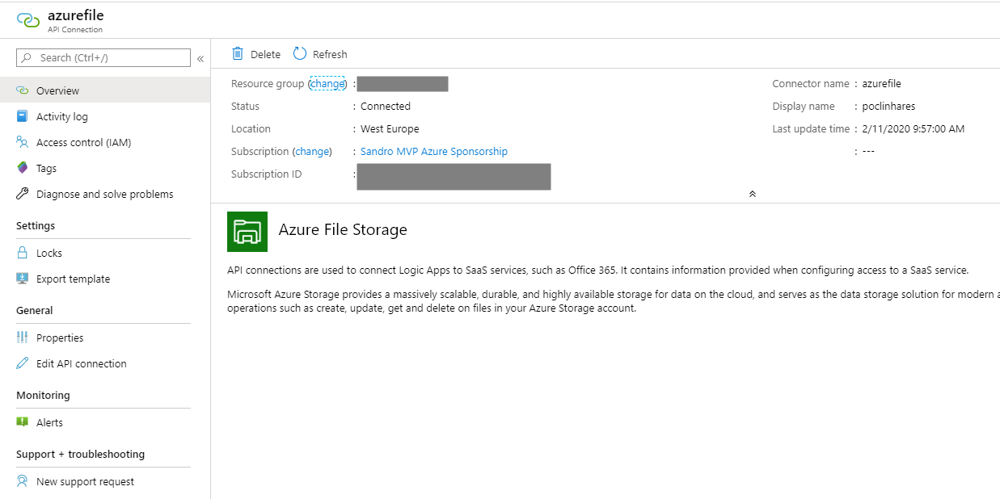 azurefile
API Connection
Search (Ctrl+/)
«
Overview
Activity log
Access control (IAM)
Tags
Diagnose and solve problems
Settings
Locks
Export template
General
Properties
Edit API connection
Monitoring
Alerts
Support + troubleshooting
New support request
Delete Refresh
Resource group (change) :
Status : Connected
Location : West Europe
Subscription (change) : Sandro MVP Azure Sponsorship
Subscription ID :
Connector name : azurefile
Display name : poclinhares
Last update time : 2/11/2020 9:57:00 AM
: ---
Azure File Storage
API connections are used to connect Logic Apps to SaaS services, such as Office 365. It contains information provided when configuring access to a SaaS service.
Microsoft Azure Storage provides a massively scalable, durable, and highly available storage for data on the cloud, and serves as the data storage solution for modern a
operations such as create, update, get and delete on files in your Azure Storage account.